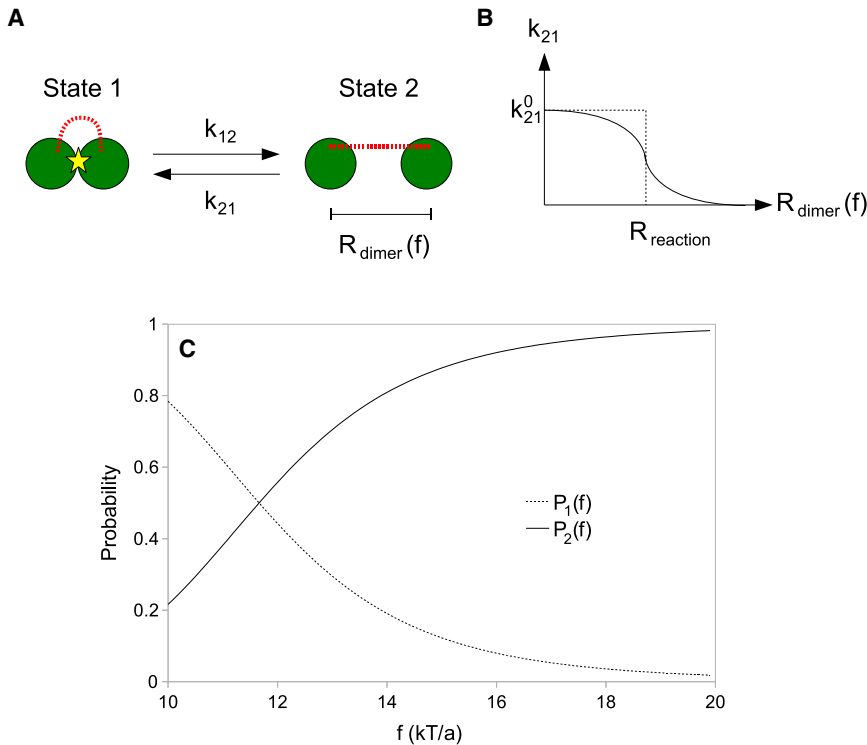 A
State 1
State 2
k12
k21
Rdimer(f)
B
k21
k021
Rdimer(f)
Rreaction
C
Probability
1
0.8
0.6
0.4
0.2
0
10
12
14
16
18
20
f (kT/a)
P1(f)
P2(f)